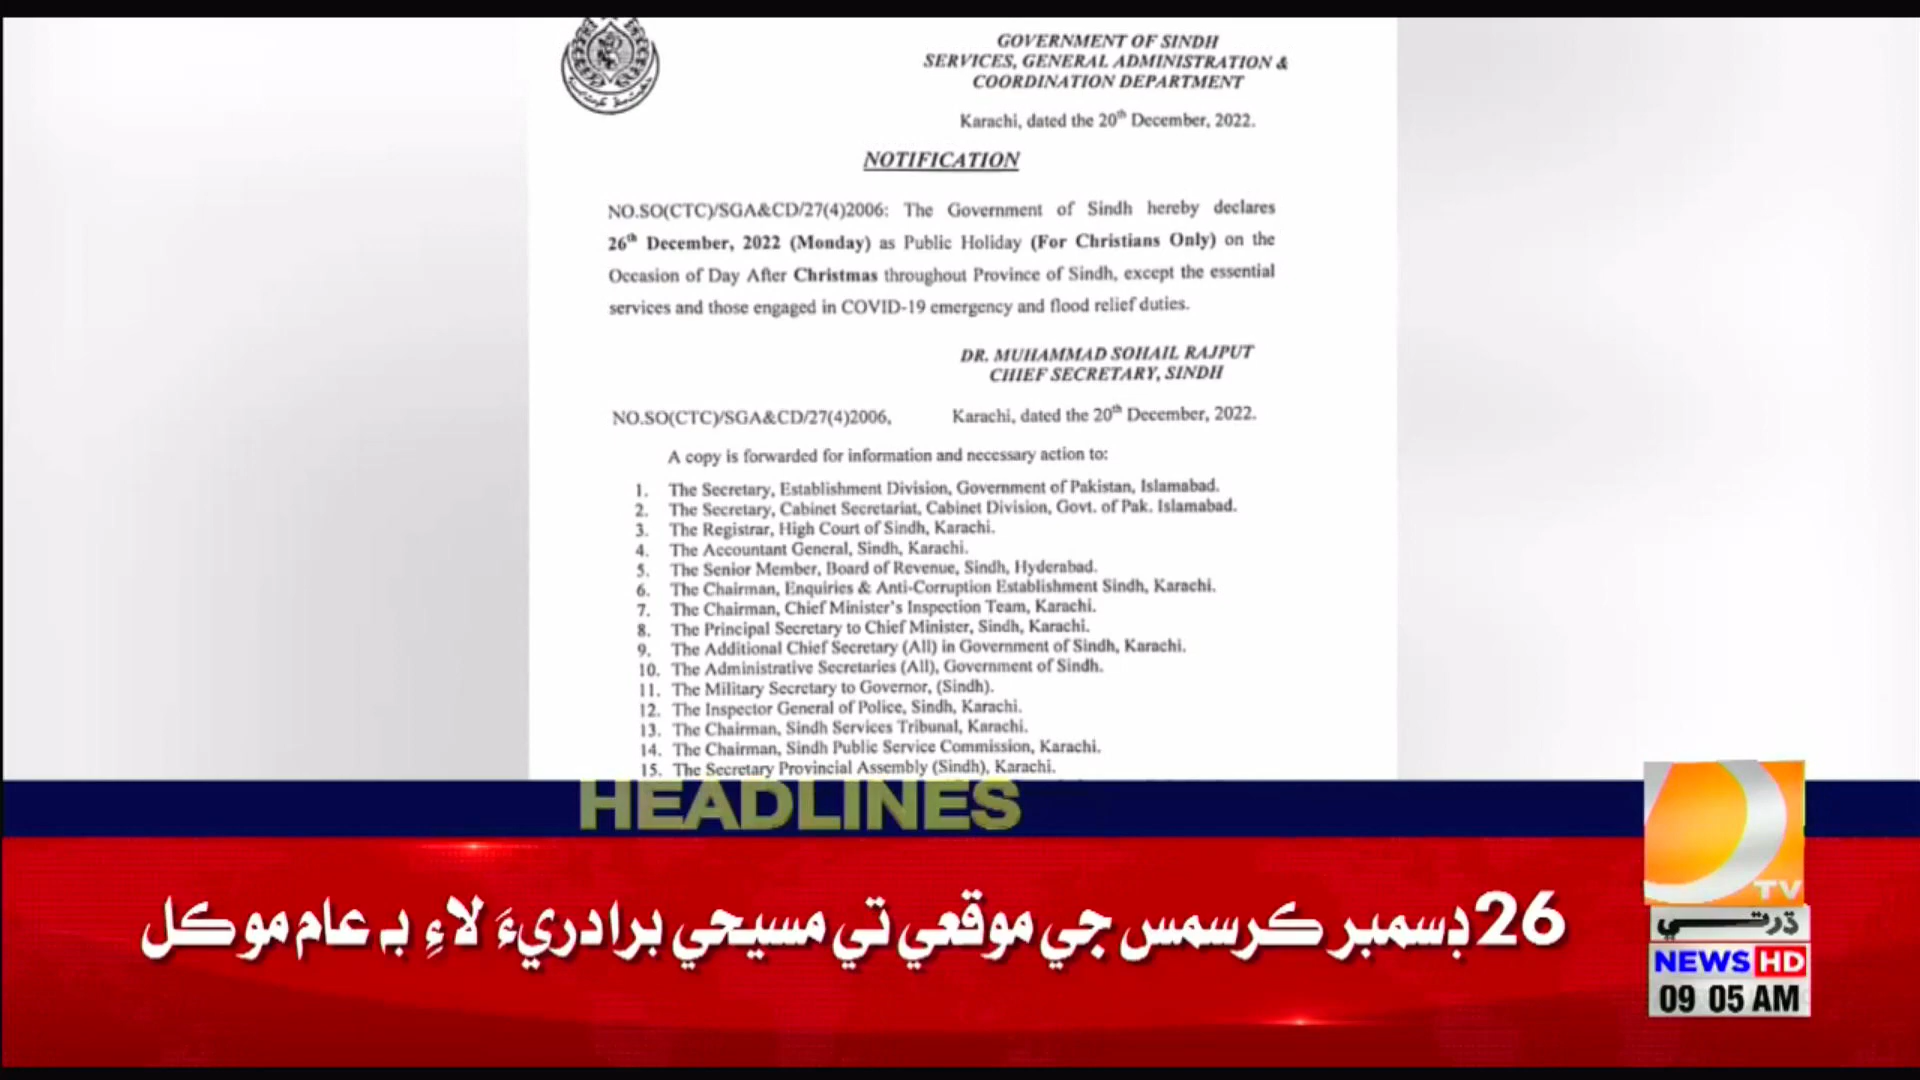 GOVERNMENT OF SINDH
SERVICES, GENERAL ADMINISTRATION &
COORDINATION DEPARTMENT
Karachi, dated the 20th December, 2022.
NOTIFICATION
NO.SO(CTC)/SGA&CD/27(4)2006: The Government of Sindh hereby declares
26th December, 2022 (Monday) as Public Holiday (For Christians Only) on the
Occasion of Day After Christmas throughout Province of Sindh, except the essential
services and those engaged in COVID-19 emergency and flood relief duties.
DR. MUHAMMAD SOHAIL RAJPUT
CHIEF SECRETARY, SINDH
NO.SO(CTC)/SGA&CD/27(4)2006, Karachi, dated the 20th December, 2022.
A copy is forwarded for information and necessary action to:
1. The Secretary, Establishment Division, Government of Pakistan, Islamabad.
2. The Secretary, Cabinet Secretariat, Cabinet Division, Govt. of Pak. Islamabad.
3. The Registrar, High Court of Sindh, Karachi.
4. The Accountant General, Sindh, Karachi.
5. The Senior Member, Board of Revenue, Sindh, Hyderabad.
6. The Chairman, Enquiries & Anti-Corruption Establishment Sindh, Karachi.
7. The Chairman, Chief Minister's Inspection Team, Karachi.
8. The Principal Secretary to Chief Minister, Sindh, Karachi.
9. The Additional Chief Secretary (All) in Government of Sindh, Karachi.
10. The Administrative Secretaries (All), Government of Sindh.
11. The Military Secretary to Governor, (Sindh).
12. The Inspector General of Police, Sindh, Karachi.
13. The Chairman, Sindh Services Tribunal, Karachi.
14. The Chairman, Sindh Public Service Commission, Karachi.
15. The Secretary Provincial Assembly (Sindh), Karachi.
HEADLINES
26 ڊسمبر ڪرسمس جي موقعي تي مسيحي برادريءَ لاءِ بہ عام موڪل
TV
ڌرتي
NEWS HD
09 05 AM